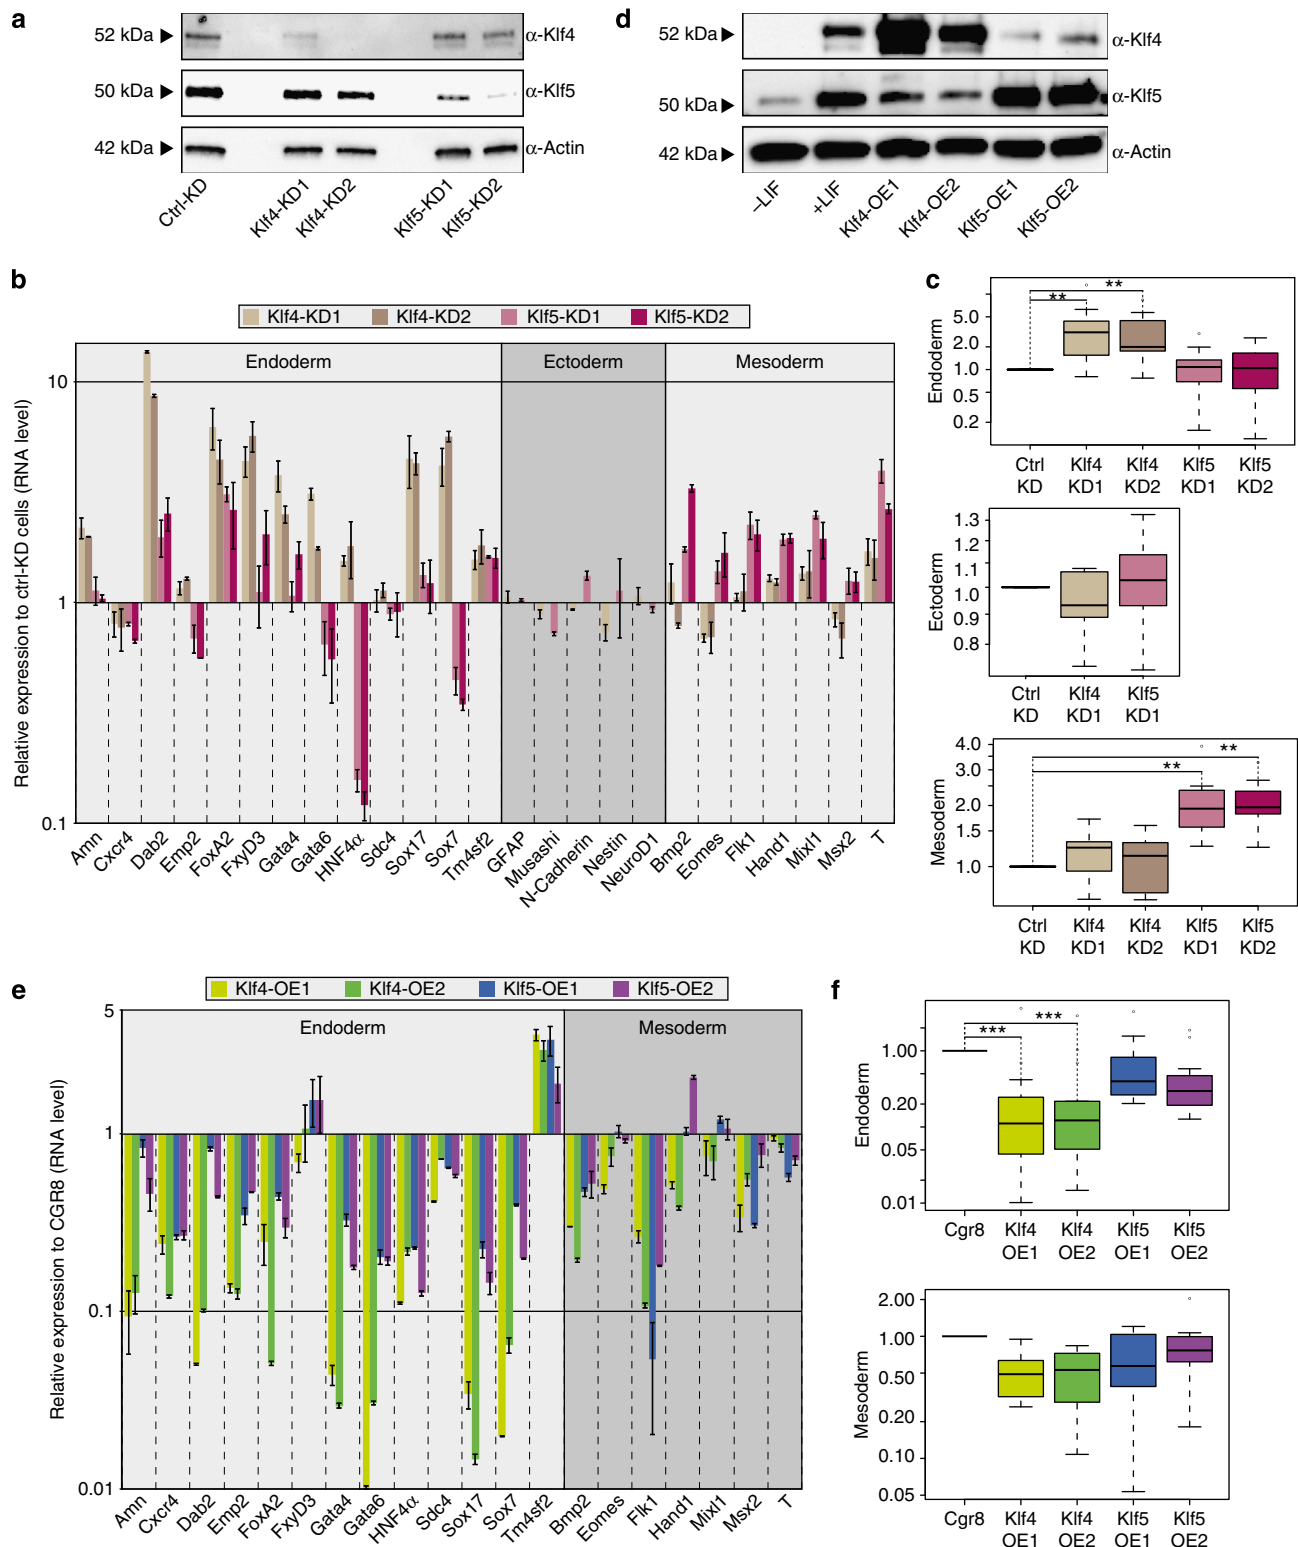 a
52 kDa
α-Klf4
50 kDa
α-Klf5
42 kDa
α-Actin
Ctrl-KD
Klf4-KD1
Klf4-KD2
Klf5-KD1
Klf5-KD2
d
52 kDa
α-Klf4
50 kDa
α-Klf5
42 kDa
α-Actin
–LIF
+LIF
Klf4-OE1
Klf4-OE2
Klf5-OE1
Klf5-OE2
b
Klf4-KD1 Klf4-KD2 Klf5-KD1 Klf5-KD2
Endoderm Ectoderm Mesoderm
Relative expression to ctrl-KD cells (RNA level)
10
1
0.1
Amn
Cxcr4
Dab2
Emp2
FoxA2
FxyD3
Gata4
Gata6
HNF4α
Sdc4
Sox17
Sox7
Tm4sf2
GFAP
Musashi
N-Cadherin
Nestin
NeuroD1
Bmp2
Eomes
Flk1
Hand1
Mixl1
Msx2
T
c
Endoderm
5.0
2.0
1.0
0.5
0.2
** **
Ctrl Klf4 Klf4 Klf5 Klf5
KD KD1 KD2 KD1 KD2
Ectoderm
1.3
1.2
1.1
1.0
0.9
0.8
Ctrl Klf4 Klf5
KD KD1 KD1
Mesoderm
4.0
3.0
2.0
1.5
1.0
** **
Ctrl Klf4 Klf4 Klf5 Klf5
KD KD1 KD2 KD1 KD2
e
Klf4-OE1 Klf4-OE2 Klf5-OE1 Klf5-OE2
Endoderm Mesoderm
Relative expression to CGR8 (RNA level)
5
1
0.1
0.01
Amn
Cxcr4
Dab2
Emp2
FoxA2
FxyD3
Gata4
Gata6
HNF4α
Sdc4
Sox17
Sox7
Tm4sf2
Bmp2
Eomes
Flk1
Hand1
Mixl1
Msx2
T
f
Endoderm
1.00
0.20
0.05
0.01
*** ***
Cgr8 Klf4 Klf4 Klf5 Klf5
OE1 OE2 OE1 OE2
Mesoderm
2.00
1.00
0.50
0.20
0.10
0.05
Cgr8 Klf4 Klf4 Klf5 Klf5
OE1 OE2 OE1 OE2